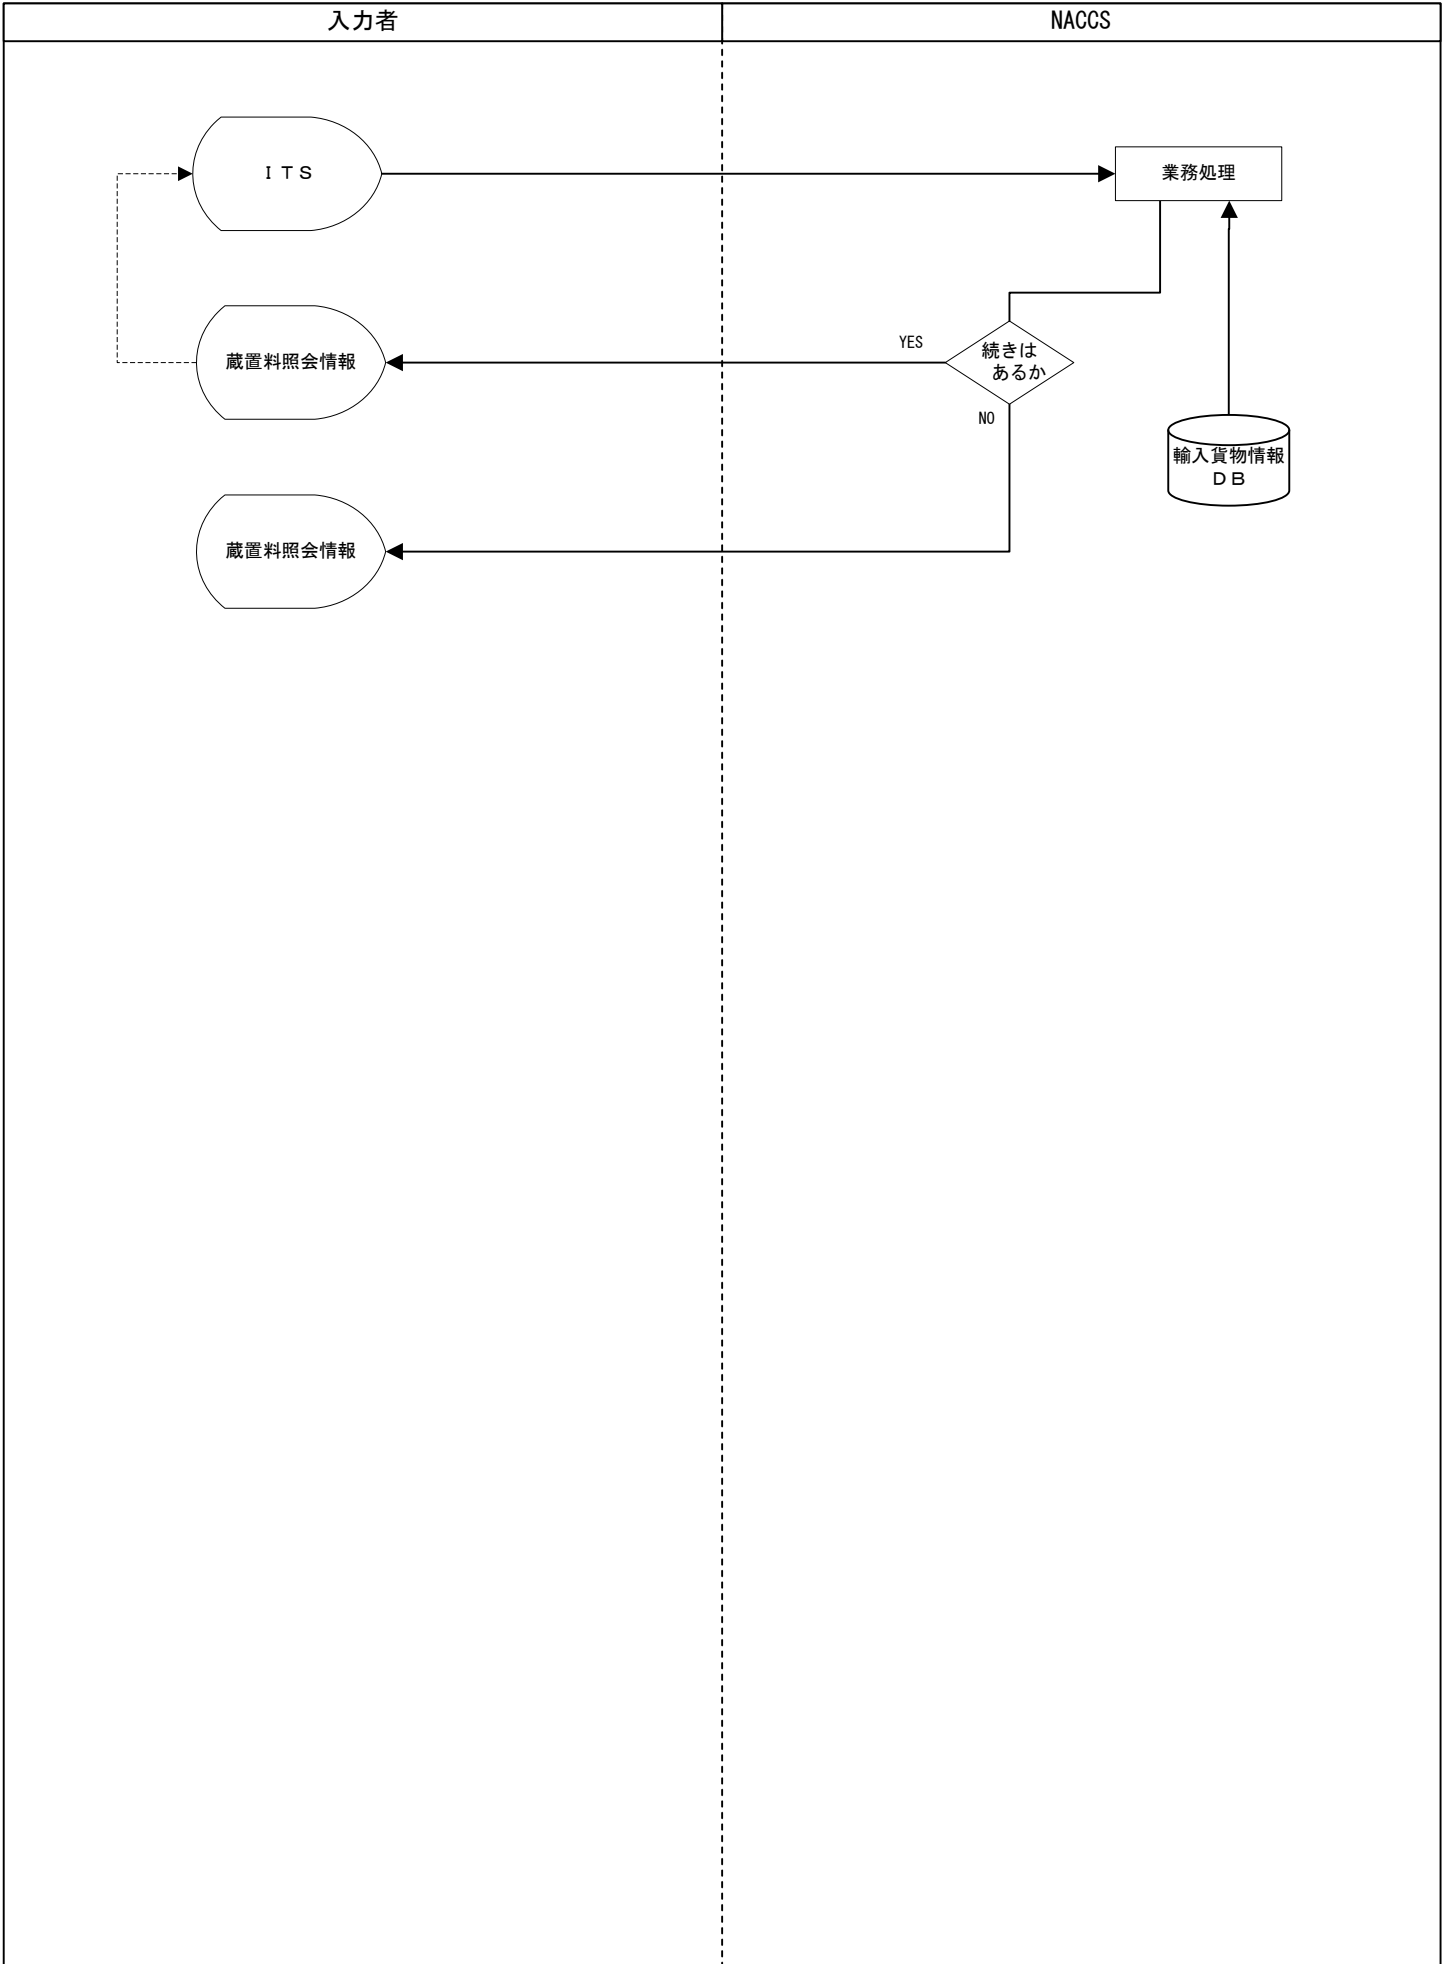 入力者
NACCS
ＩＴＳ
業務処理
YES
続きは
あるか
蔵置料照会情報
NO
輸入貨物情報
ＤＢ
蔵置料照会情報